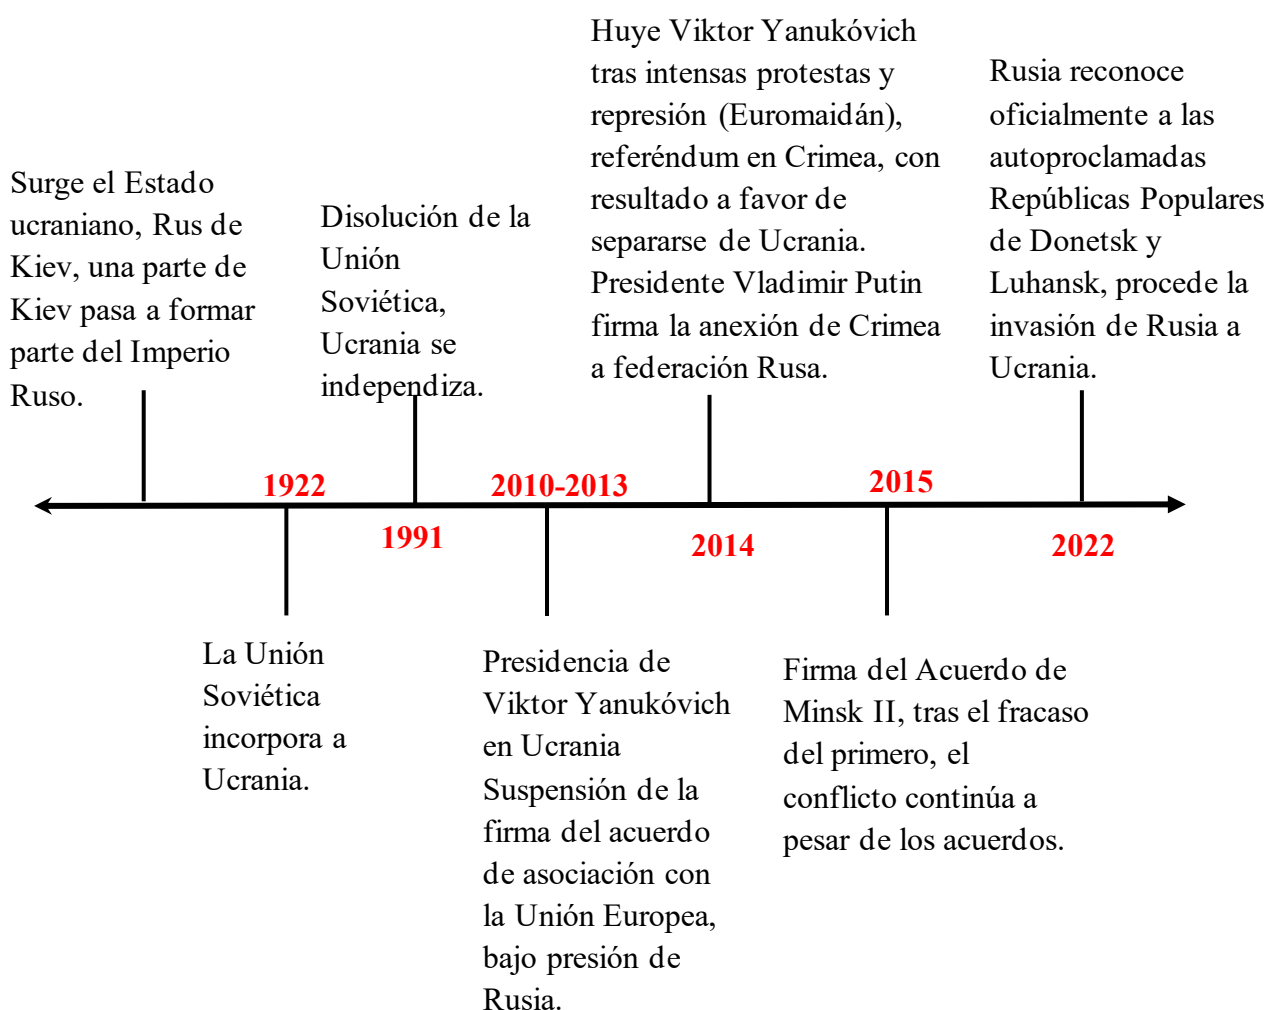 Surge el Estado
ucraniano, Rus de
Kiev, una parte de
Kiev pasa a formar
parte del Imperio
Ruso.
1922
La Unión
Soviética
incorpora a
Ucrania.
Disolución de la
Unión
Soviética,
Ucrania se
independiza.
1991
2010-2013
Presidencia de
Viktor Yanukóvich
en Ucrania
Suspensión de la
firma del acuerdo
de asociación con
la Unión Europea,
bajo presión de
Rusia.
Huye Viktor Yanukóvich
tras intensas protestas y
represión (Euromaidán),
referéndum en Crimea, con
resultado a favor de
separarse de Ucrania.
Presidente Vladimir Putin
firma la anexión de Crimea
a federación Rusa.
2014
2015
Firma del Acuerdo de
Minsk II, tras el fracaso
del primero, el
conflicto continúa a
pesar de los acuerdos.
Rusia reconoce
oficialmente a las
autoproclamadas
Repúblicas Populares
de Donetsk y
Luhansk, procede la
invasión de Rusia a
Ucrania.
2022